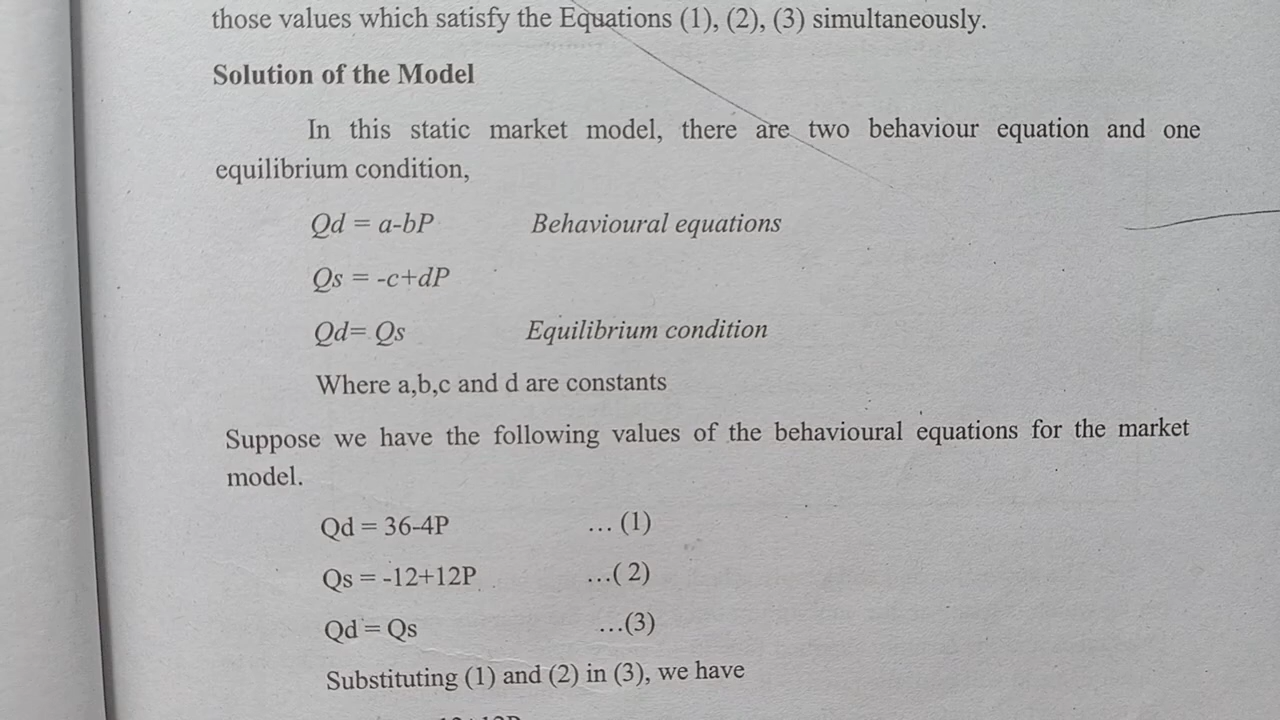 those values which satisfy the Equations (1), (2), (3) simultaneously.
Solution of the Model
In this static market model, there are two behaviour equation and one
equilibrium condition,
Qd = a-bP Behavioural equations
Qs = -c+dP
Qd= Qs Equilibrium condition
Where a,b,c and d are constants
Suppose we have the following values of the behavioural equations for the market
model.
Qd = 36-4P ... (1)
Qs = -12+12P ...( 2)
Qd = Qs ...(3)
Substituting (1) and (2) in (3), we have